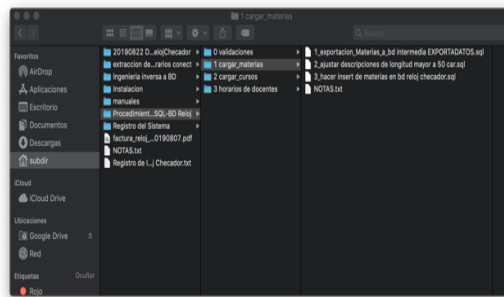 1 cargar_materias
Buscar
Favoritos
AirDrop
Aplicaciones
Escritorio
Documentos
Descargas
subdir
iCloud
iCloud Drive
Ubicaciones
Google Drive
Red
Etiquetas
Ocultar
Rojo
20190822 D...elojChecador
extraccion de...rarios conect
Ingenieria inversa a BD
Instalacion
manuales
Procedimient...SQL-BD Reloj
Registro del Sistema
factura_reloj_...0190807.pdf
NOTAS.txt
Registro de I...j Checador.txt
0 validaciones
1 cargar_materias
2 cargar_cursos
3 horarios de docentes
1_exportacion_Materias_a_bd intermedia EXPORTADATOS.sql
2_ajustar descripciones de longitud mayor a 50 car.sql
3_hacer insert de materias en bd reloj checador.sql
NOTAS.txt